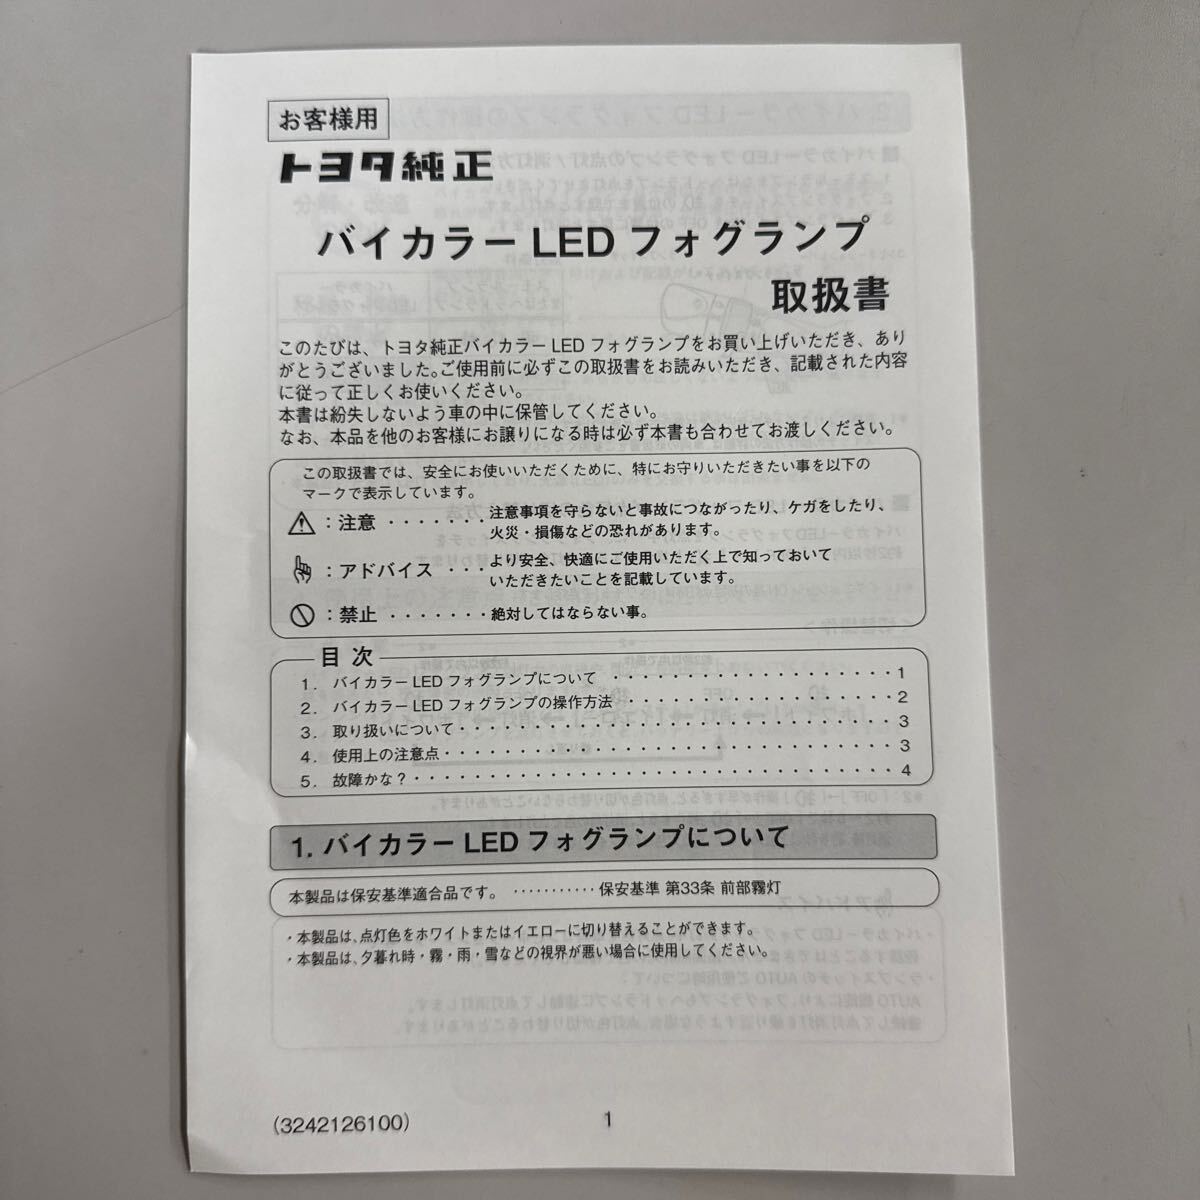 お客様用
トヨタ純正
バイカラー LED フォグランプ
取扱書
このたびは、トヨタ純正バイカラー LED フォグランプをお買い上げいただき、あり
がとうございました。ご使用前に必ずこの取扱書をお読みいただき、記載された内容
に従って正しくお使いください。
本書は紛失しないよう車の中に保管してください。
なお、本品を他のお客様にお譲りになる時は必ず本書も合わせてお渡しください。
この取扱書では、安全にお使いいただくために、特にお守りいただきたい事を以下の
マークで表示しています。
：注意 ・・・・・・・注意事項を守らないと事故につながったり、ケガをしたり、
火災・損傷などの恐れがあります。
：アドバイス ・・・より安全、快適にご使用いただく上で知っておいて
いただきたいことを記載しています。
：禁止 ・・・・・・・絶対してはならない事。
目 次
1. バイカラー LED フォグランプについて ・・・・・・・・・・・・・・・・・・・・1
2. バイカラー LED フォグランプの操作方法 ・・・・・・・・・・・・・・・・・・・2
3. 取り扱いについて・・・・・・・・・・・・・・・・・・・・・・・・・・・・・3
4. 使用上の注意点・・・・・・・・・・・・・・・・・・・・・・・・・・・・・・3
5. 故障かな？・・・・・・・・・・・・・・・・・・・・・・・・・・・・・・・・4
1. バイカラー LED フォグランプについて
本製品は保安基準適合品です。 ・・・・・・・・・・・ 保安基準 第33条 前部霧灯
・本製品は、点灯色をホワイトまたはイエローに切り替えることができます。
・本製品は、夕暮れ時・霧・雨・雪などの視界が悪い場合に使用してください。
(3242126100)
1